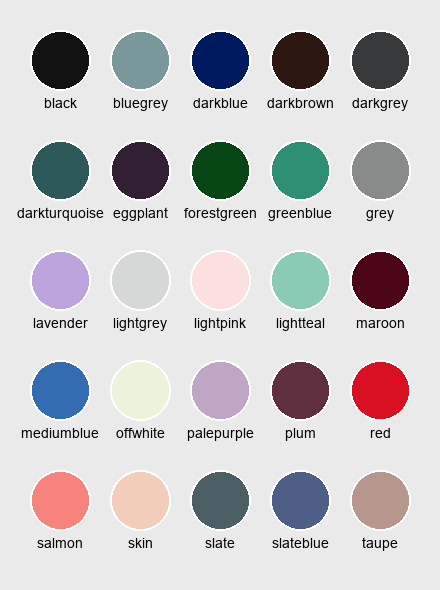 black bluegrey darkblue darkbrown darkgrey
darkturquoise eggplant forestgreen greenblue grey
lavender lightgrey lightpink lightteal maroon
mediumblue offwhite palepurple plum red
salmon skin slate slateblue taupe